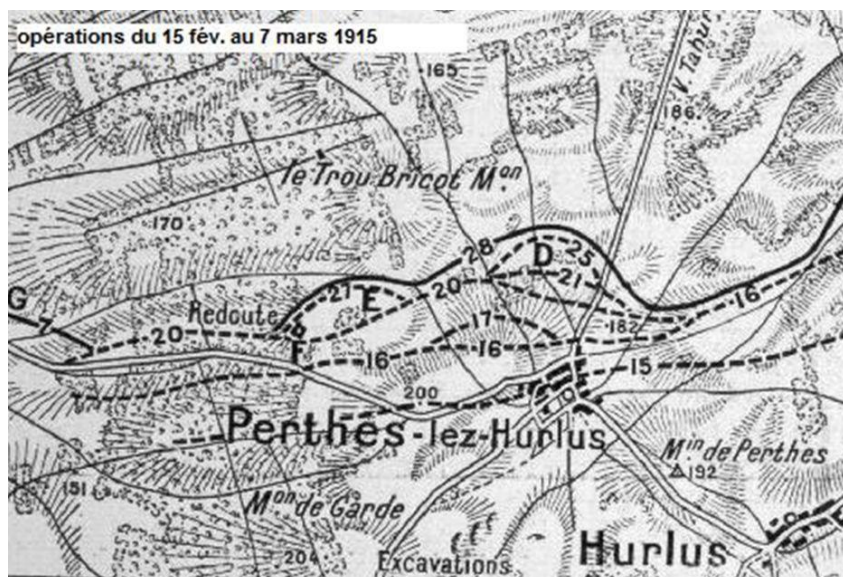 opérations du 15 fév. au 7 mars 1915
165
V. Tahur
186
le Trou Bricot Mon
170
28
D
25
G
7
Redoute
27
E
20
21
16
20
F
17
182
16
16
15
200
Perthes-lez-Hurlus
Min de Perthes
192
151
Mon de Garde
204
Excavations
Hurlus